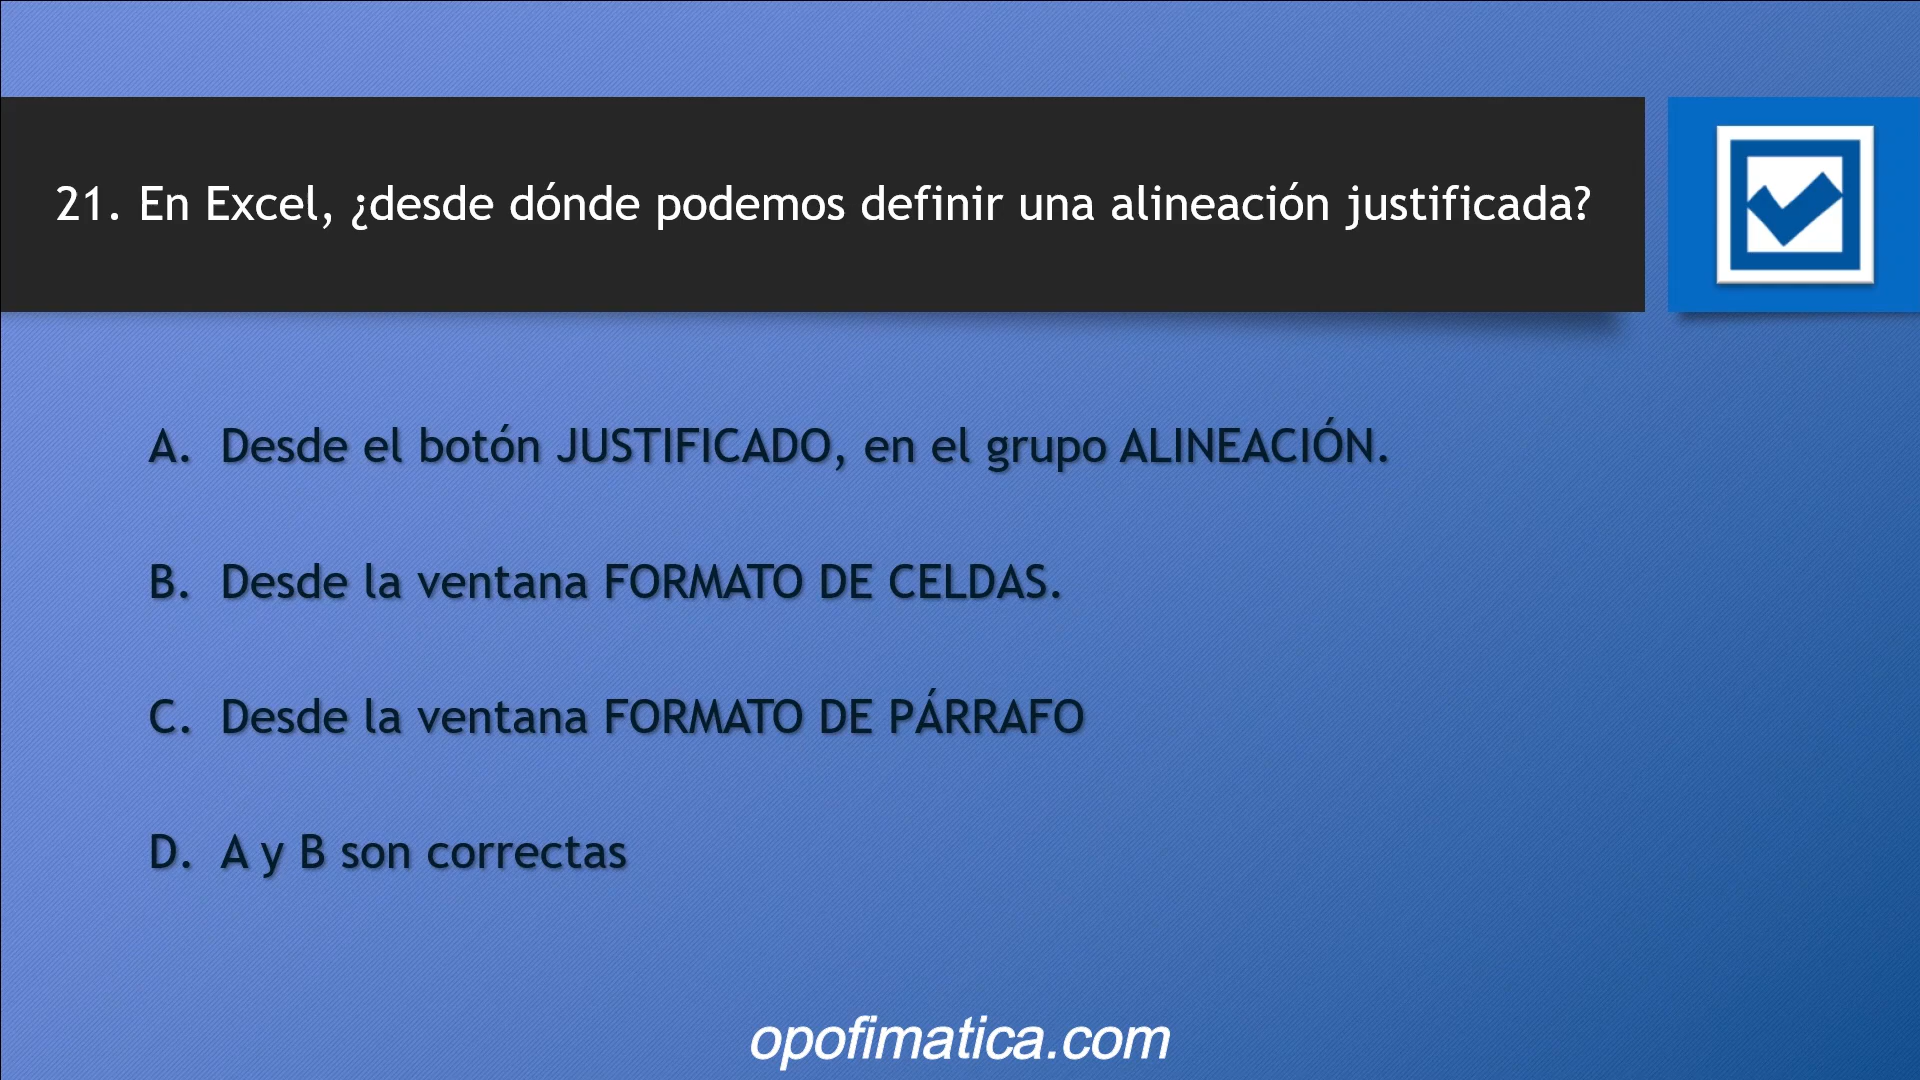 21. En Excel, ¿desde dónde podemos definir una alineación justificada?
A. Desde el botón JUSTIFICADO, en el grupo ALINEACIÓN.
B. Desde la ventana FORMATO DE CELDAS.
C. Desde la ventana FORMATO DE PÁRRAFO
D. A y B son correctas
opofimatica.com